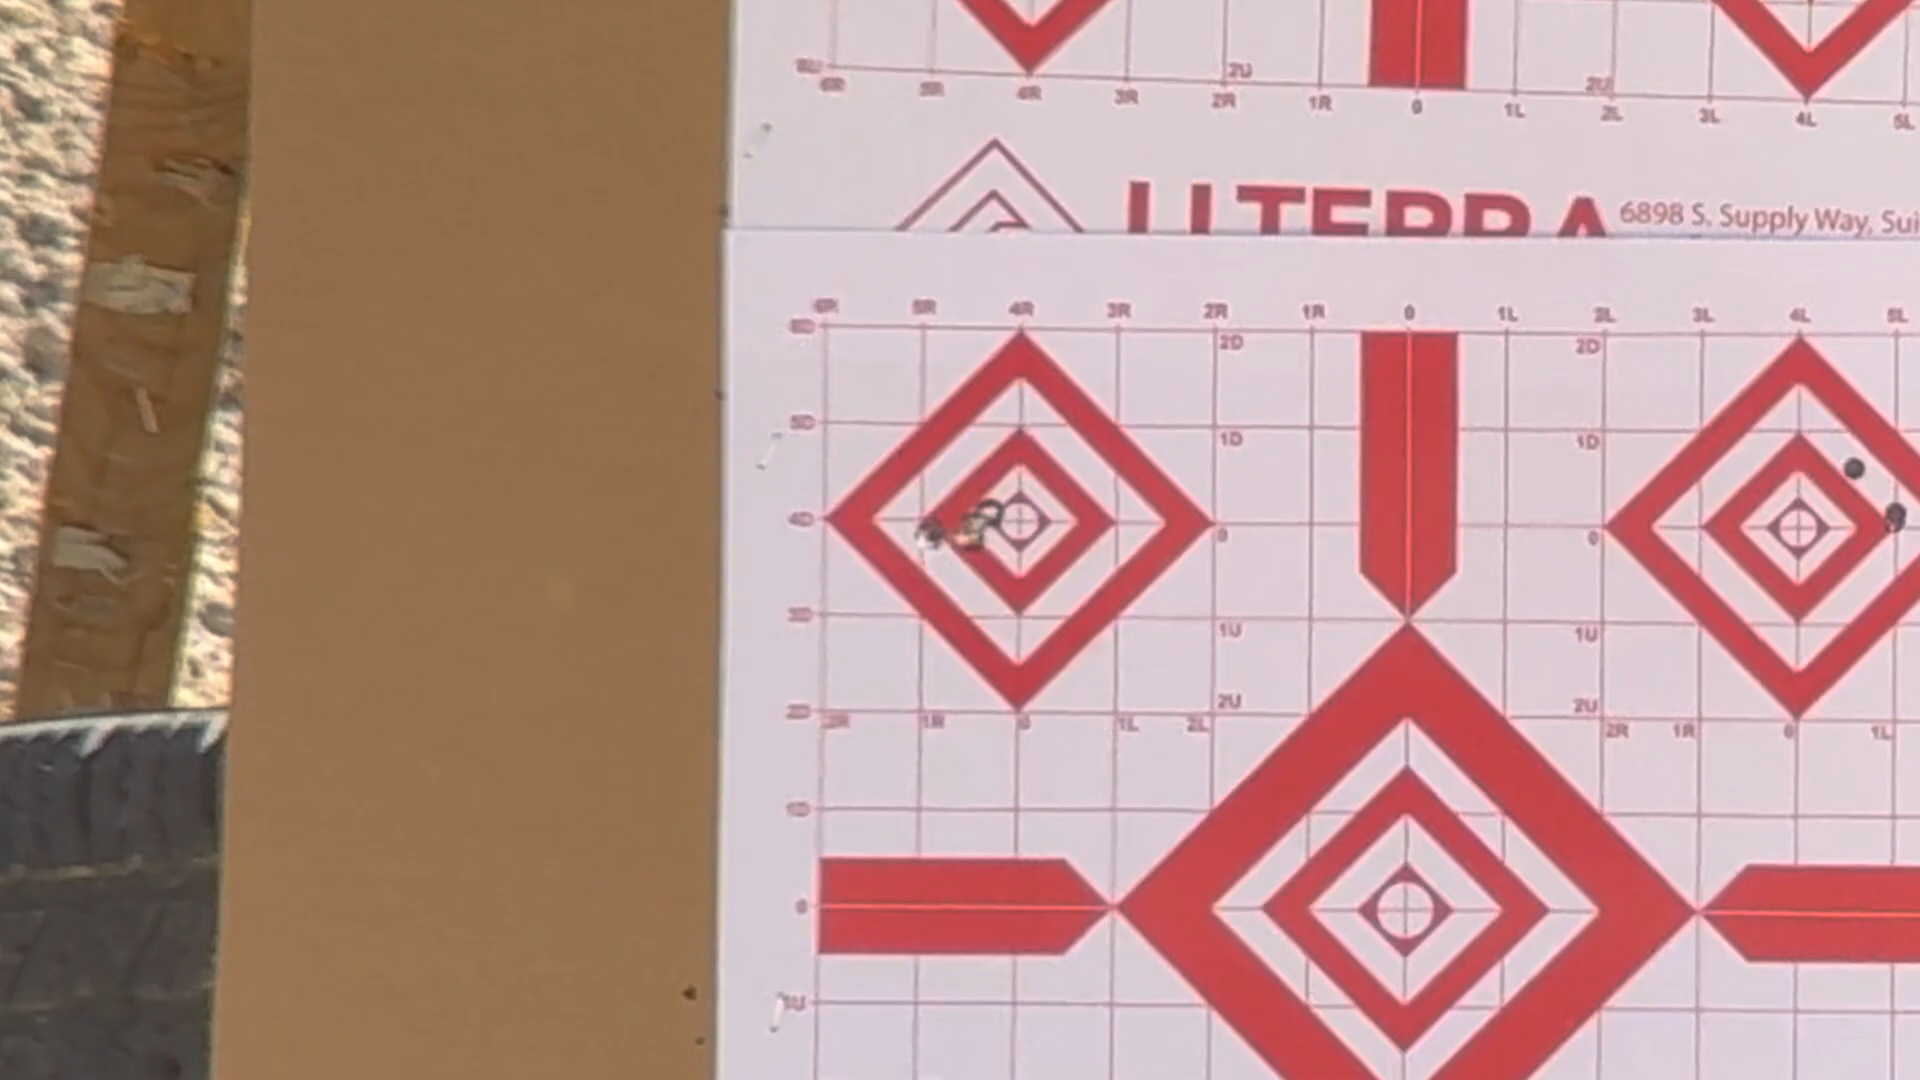 2U 2U
6R 5R 4R 3R 2R 1R 0 1L 2L 3L 4L 5L
6898 S. Supply Way, Sui
6R 5R 4R 3R 2R 1R 0 1L 2L 3L 4L 5L
6D 2D 2D
5D 1D 1D
4D 0 0
3D 1U 1U
2D 2U 2U
2R 1R 0 1L 2L 2R 1R 0 1L
1D
0
1U